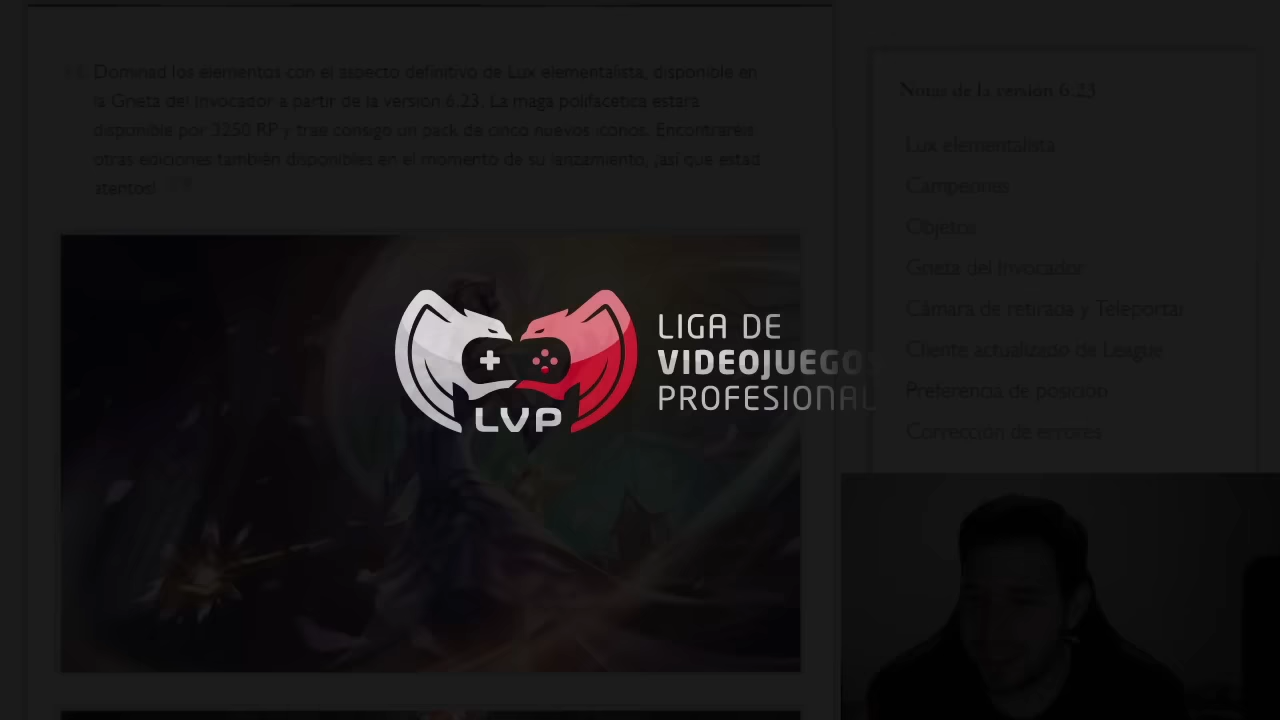 Dominad los elementos con el aspecto definitivo de Lux elementalista, disponible en
la Grieta del Invocador a partir de la versión 6.23. La maga polifacética estará
disponible por 3250 RP y trae consigo un pack de cinco nuevos iconos. Encontraréis
otras ediciones también disponibles en el momento de su lanzamiento, ¡así que estad
atentos!
Notas de la versión 6.23
Lux elementalista
Campeones
Objetos
Grieta del Invocador
Cámara de retirada y Teleportar
Cliente actualizado de League
Preferencia de posición
Corrección de errores
LVP
LIGA DE
VIDEOJUEGOS
PROFESIONAL